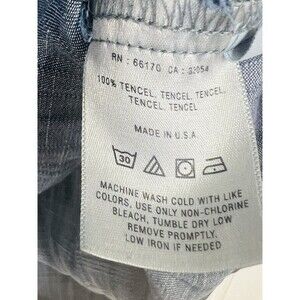 RN : 66170 CA : 32054
100% TENCEL, TENCEL, TENCEL,
TENCEL, TENCEL
MADE IN U.S.A
30
MACHINE WASH COLD WITH LIKE
COLORS, USE ONLY NON-CHLORINE
BLEACH, TUMBLE DRY LOW
REMOVE PROMPTLY.
LOW IRON IF NEEDED